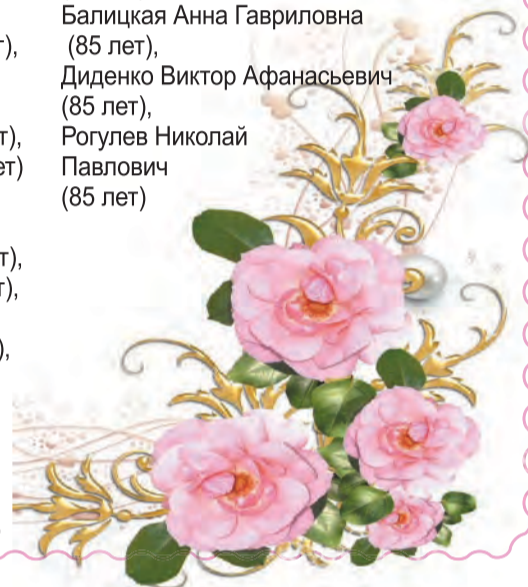 Балицкая Анна Гавриловна
(85 лет),
Диденко Виктор Афанасьевич
(85 лет),
Рогулев Николай
Павлович
(85 лет)